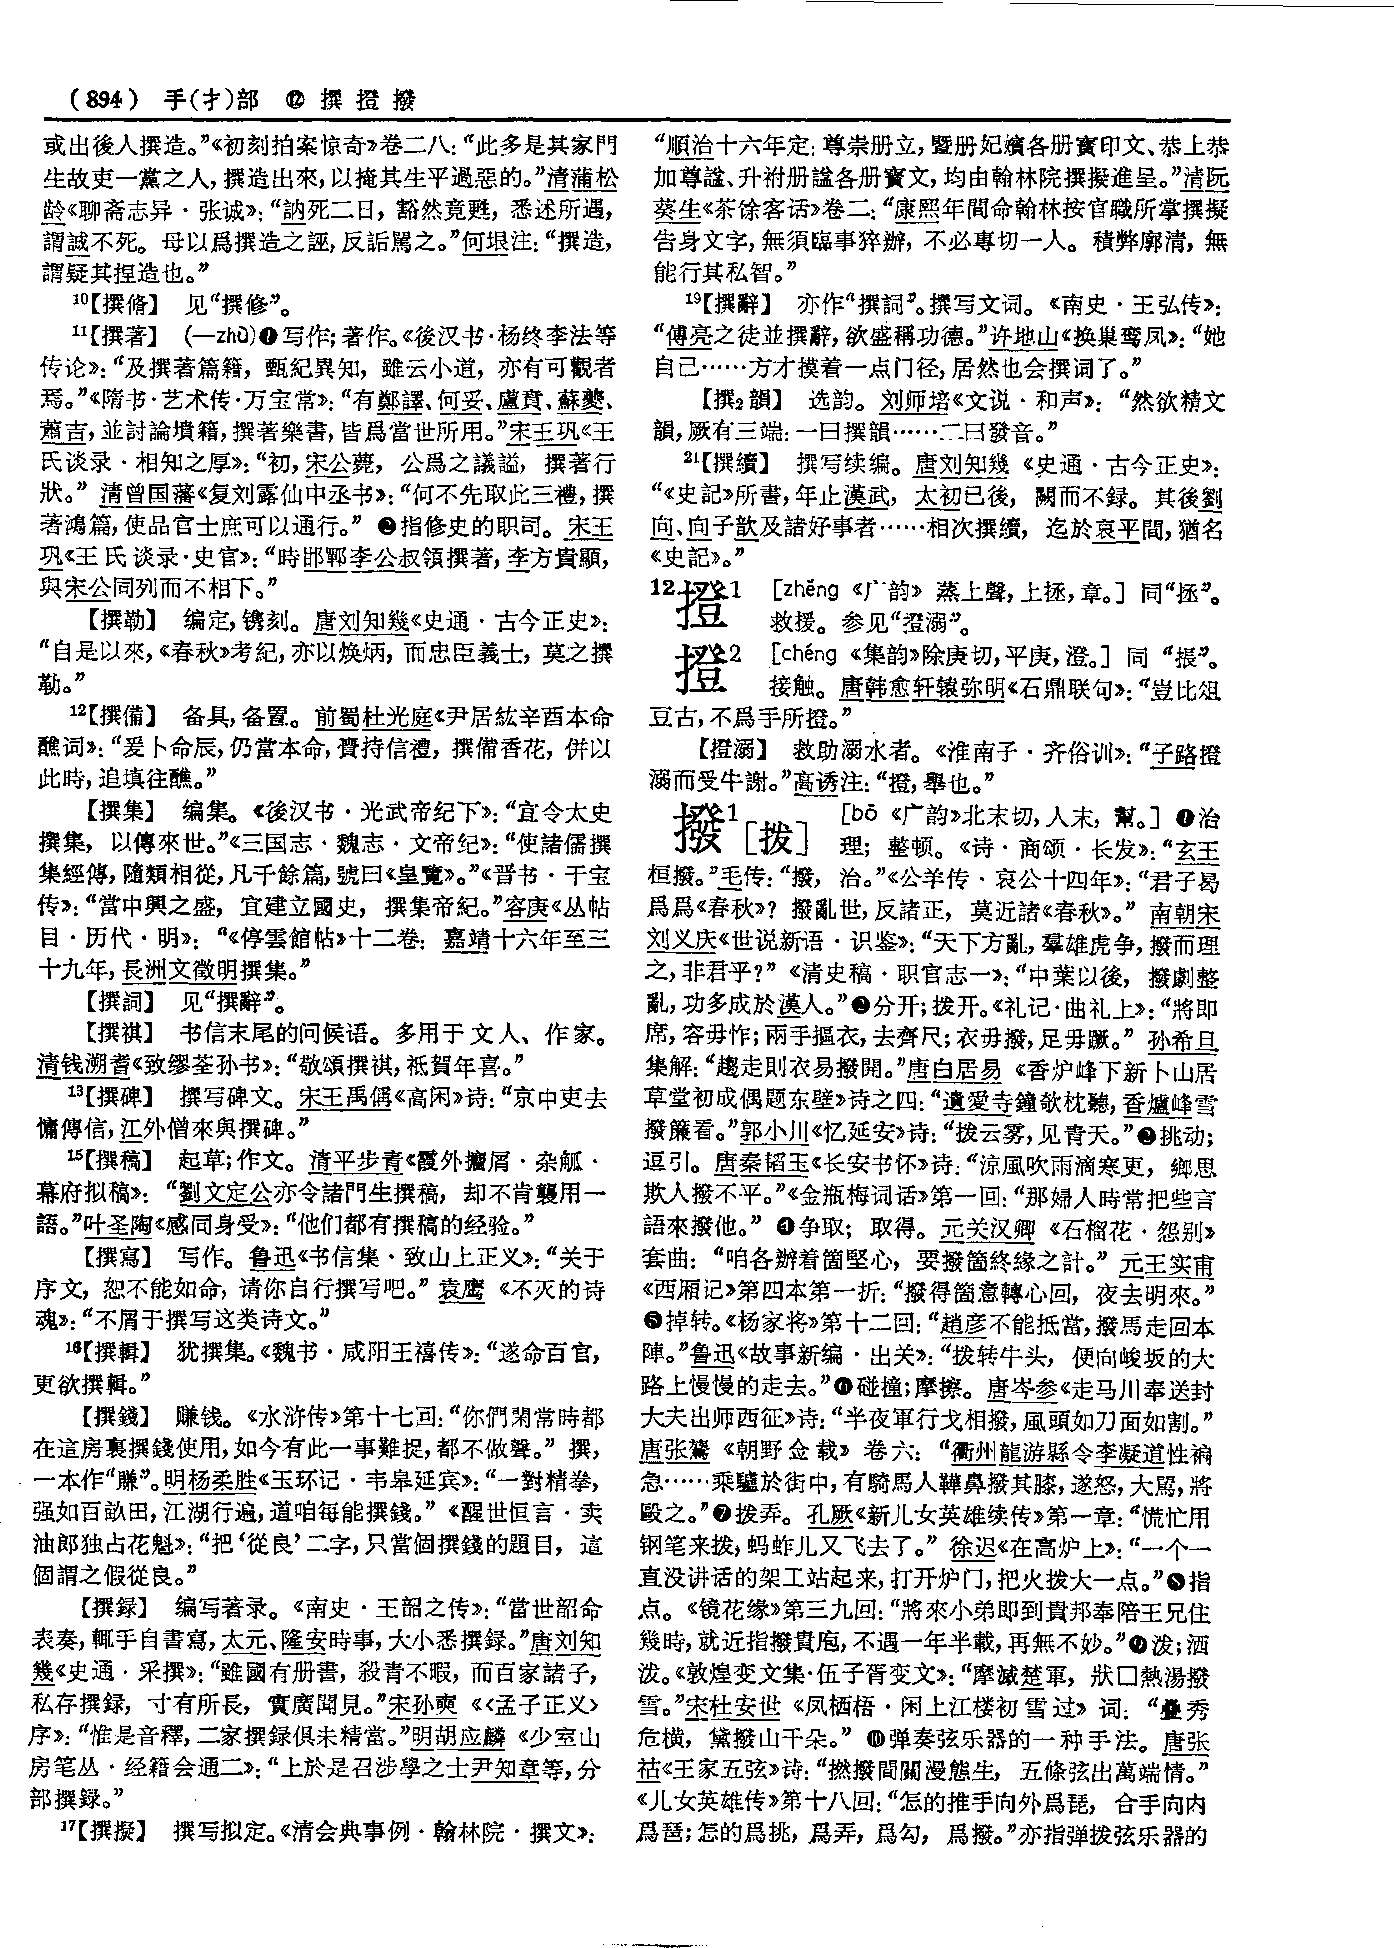 (894) 手(扌)部 ⑫ 撰 撜 撥
或出後人撰造。”《初刻拍案惊奇》卷二八：“此多是其家門
生故吏一黨之人，撰造出來，以掩其生平過惡的。”清蒲松
龄《聊斋志异·张诚》：“訥死二日，豁然竟甦，悉述所遇，
謂誠不死。母以爲撰造之誣，反詬駡之。”何垠注：“撰造，
謂疑其捏造也。”
10【撰脩】 见“撰修”。
11【撰著】 (—zhù)❶写作；著作。《後汉书·杨终李法等
传论》：“及撰著篇籍，甄紀異知，雖云小道，亦有可觀者
焉。”《隋书·艺术传·万宝常》：“有鄭譯、何妥、盧賁、蘇夔、
蕭吉，並討論墳籍，撰著樂書，皆爲當世所用。”宋王巩《王
氏谈录·相知之厚》：“初，宋公薨，公爲之議謚，撰著行
狀。”清曾国藩《复刘霞仙中丞书》：“何不先取此三禮，撰
著鴻篇，使品官士庶可以通行。”❷指修史的职司。宋王
巩《王氏谈录·史官》：“時邯鄲李公叔領撰著，李方貴顯，
與宋公同列而不相下。”
【撰勒】 编定，镌刻。唐刘知幾《史通·古今正史》：
“自是以來，《春秋》考紀，亦以焕炳，而忠臣義士，莫之撰
勒。”
12【撰備】 备具，备置。前蜀杜光庭《尹居紘辛酉本命
醮词》：“爰卜命辰，仍當本命，賫持信禮，撰備香花，併以
此時，追填往醮。”
【撰集】 编集。《後汉书·光武帝纪下》：“宜令太史
撰集，以傳來世。”《三国志·魏志·文帝纪》：“使諸儒撰
集經傳，隨類相從，凡千餘篇，號曰《皇覽》。”《晋书·干宝
传》：“當中興之盛，宜建立國史，撰集帝紀。”容庚《丛帖
目·历代·明》：“《停雲館帖》十二卷：嘉靖十六年至三
十九年，長洲文徵明撰集。”
【撰詞】 见“撰辭”。
【撰祺】 书信末尾的问候语。多用于文人、作家。
清钱溯耆《致缪荃孙书》：“敬頌撰祺，祗賀年喜。”
13【撰碑】 撰写碑文。宋王禹偁《高闲》诗：“京中吏去
慵傳信，江外僧來與撰碑。”
15【撰稿】 起草；作文。清平步青《霞外攟屑·杂觚·
幕府拟稿》：“劉文定公亦令諸門生撰稿，却不肯襲用一
語。”叶圣陶《感同身受》：“他们都有撰稿的经验。”
【撰寫】 写作。鲁迅《书信集·致山上正义》：“关于
序文，恕不能如命，请你自行撰写吧。”袁鹰《不灭的诗
魂》：“不屑于撰写这类诗文。”
16【撰輯】 犹撰集。《魏书·咸阳王禧传》：“遂命百官，
更欲撰輯。”
【撰錢】 赚钱。《水浒传》第十七回：“你們閑常時都
在這房裏撰錢使用，如今有此一事難捉，都不做聲。”撰，
一本作“賺”。明杨柔胜《玉环记·韦皋延宾》：“一對精拳，
强如百畝田，江湖行遍，道咱每能撰錢。”《醒世恒言·卖
油郎独占花魁》：“把‘從良’二字，只當個撰錢的題目，這
個謂之假從良。”
【撰録】 编写著录。《南史·王韶之传》：“當世韶命
表奏，輒手自書寫，太元、隆安時事，大小悉撰録。”唐刘知
幾《史通·采撰》：“雖國有册書，殺青不暇，而百家諸子，
私存撰録，寸有所長，實廣聞見。”宋孙奭《〈孟子正义〉
序》：“惟是音釋，二家撰録俱未精當。”明胡应麟《少室山
房笔丛·经籍会通二》：“上於是召涉學之士尹知章等，分
部撰録。”
17【撰擬】 撰写拟定。《清会典事例·翰林院·撰文》：
“順治十六年定：尊崇册立，暨册妃嬪各册寶印文、恭上恭
加尊謚、升祔册謚各册寶文，均由翰林院撰擬進呈。”清阮
葵生《茶馀客话》卷二：“康熙年間命翰林按官職所掌撰擬
告身文字，無須臨事猝辦，不必專切一人。積弊廓清，無
能行其私智。”
19【撰辭】 亦作“撰詞”。撰写文词。《南史·王弘传》：
“傅亮之徒並撰辭，欲盛稱功德。”许地山《换巢鸾凤》：“她
自己……方才摸着一点门径，居然也会撰词了。”
【撰₂韻】 选韵。刘师培《文说·和声》：“然欲精文
韻，厥有三端：一曰撰韻……二曰發音。”
21【撰續】 撰写续编。唐刘知幾《史通·古今正史》：
“《史記》所書，年止漢武，太初已後，闕而不録。其後劉
向、向子歆及諸好事者……相次撰續，迄於哀平間，猶名
《史記》。”
12撜1 [zhěng《广韵》蒸上聲，上拯，章。]同“拯”。
救援。参见“撜溺”。
撜2 [chéng《集韵》除庚切，平庚，澄。]同“掁”。
接触。唐韩愈轩辕弥明《石鼎联句》：“豈比俎
豆古，不爲手所撜。”
【撜溺】 救助溺水者。《淮南子·齐俗训》：“子路撜
溺而受牛謝。”高诱注：“撜，舉也。”
撥1[拨] [bō《广韵》北末切，入末，幫。]❶治
理；整顿。《诗·商颂·长发》：“玄王
桓撥。”毛传：“撥，治。”《公羊传·哀公十四年》：“君子曷
爲爲《春秋》？撥亂世，反諸正，莫近諸《春秋》。”南朝宋
刘义庆《世说新语·识鉴》：“天下方亂，羣雄虎争，撥而理
之，非君乎？”《清史稿·职官志一》：“中葉以後，撥劇整
亂，功多成於漢人。”❷分开；拨开。《礼记·曲礼上》：“將即
席，容毋怍；兩手摳衣，去齊尺；衣毋撥，足毋蹶。”孙希旦
集解：“趨走則衣易撥開。”唐白居易《香炉峰下新卜山居
草堂初成偶题东壁》诗之四：“遺愛寺鐘欹枕聽，香爐峰雪
撥簾看。”郭小川《忆延安》诗：“拨云雾，见青天。”❸挑动；
逗引。唐秦韬玉《长安书怀》诗：“涼風吹雨滴寒更，鄉思
欺人撥不平。”《金瓶梅词话》第一回：“那婦人時常把些言
語來撥他。”❹争取；取得。元关汉卿《石榴花·怨别》
套曲：“咱各辦着箇堅心，要撥箇終緣之計。”元王实甫
《西厢记》第四本第一折：“撥得箇意轉心回，夜去明來。”
❺掉转。《杨家将》第十二回：“趙彦不能抵當，撥馬走回本
陣。”鲁迅《故事新编·出关》：“拨转牛头，便向峻坂的大
路上慢慢的走去。”❻碰撞；摩擦。唐岑参《走马川奉送封
大夫出师西征》诗：“半夜軍行戈相撥，風頭如刀面如割。”
唐张鷟《朝野佥载》卷六：“衢州龍游縣令李凝道性褊
急……乘驢於街中，有騎馬人鞾鼻撥其膝，遂怒，大駡，將
毆之。”❼拨弄。孔厥《新儿女英雄续传》第一章：“慌忙用
钢笔来拨，蚂蚱儿又飞去了。”徐迟《在高炉上》：“一个一
直没讲话的架工站起来，打开炉门，把火拨大一点。”❽指
点。《镜花缘》第三九回：“將來小弟即到貴邦奉陪王兄住
幾時，就近指撥貴庖，不過一年半載，再無不妙。”❾泼；洒
泼。《敦煌变文集·伍子胥变文》：“摩滅楚軍，狀□熱湯撥
雪。”宋杜安世《凤栖梧·闲上江楼初雪过》词：“叠秀
危横，黛撥山千朵。”❿弹奏弦乐器的一种手法。唐张
祜《王家五弦》诗：“撚撥間關漫態生，五條弦出萬端情。”
《儿女英雄传》第十八回：“怎的推手向外爲琵，合手向内
爲琶；怎的爲挑，爲弄，爲勾，爲撥。”亦指弹拨弦乐器的